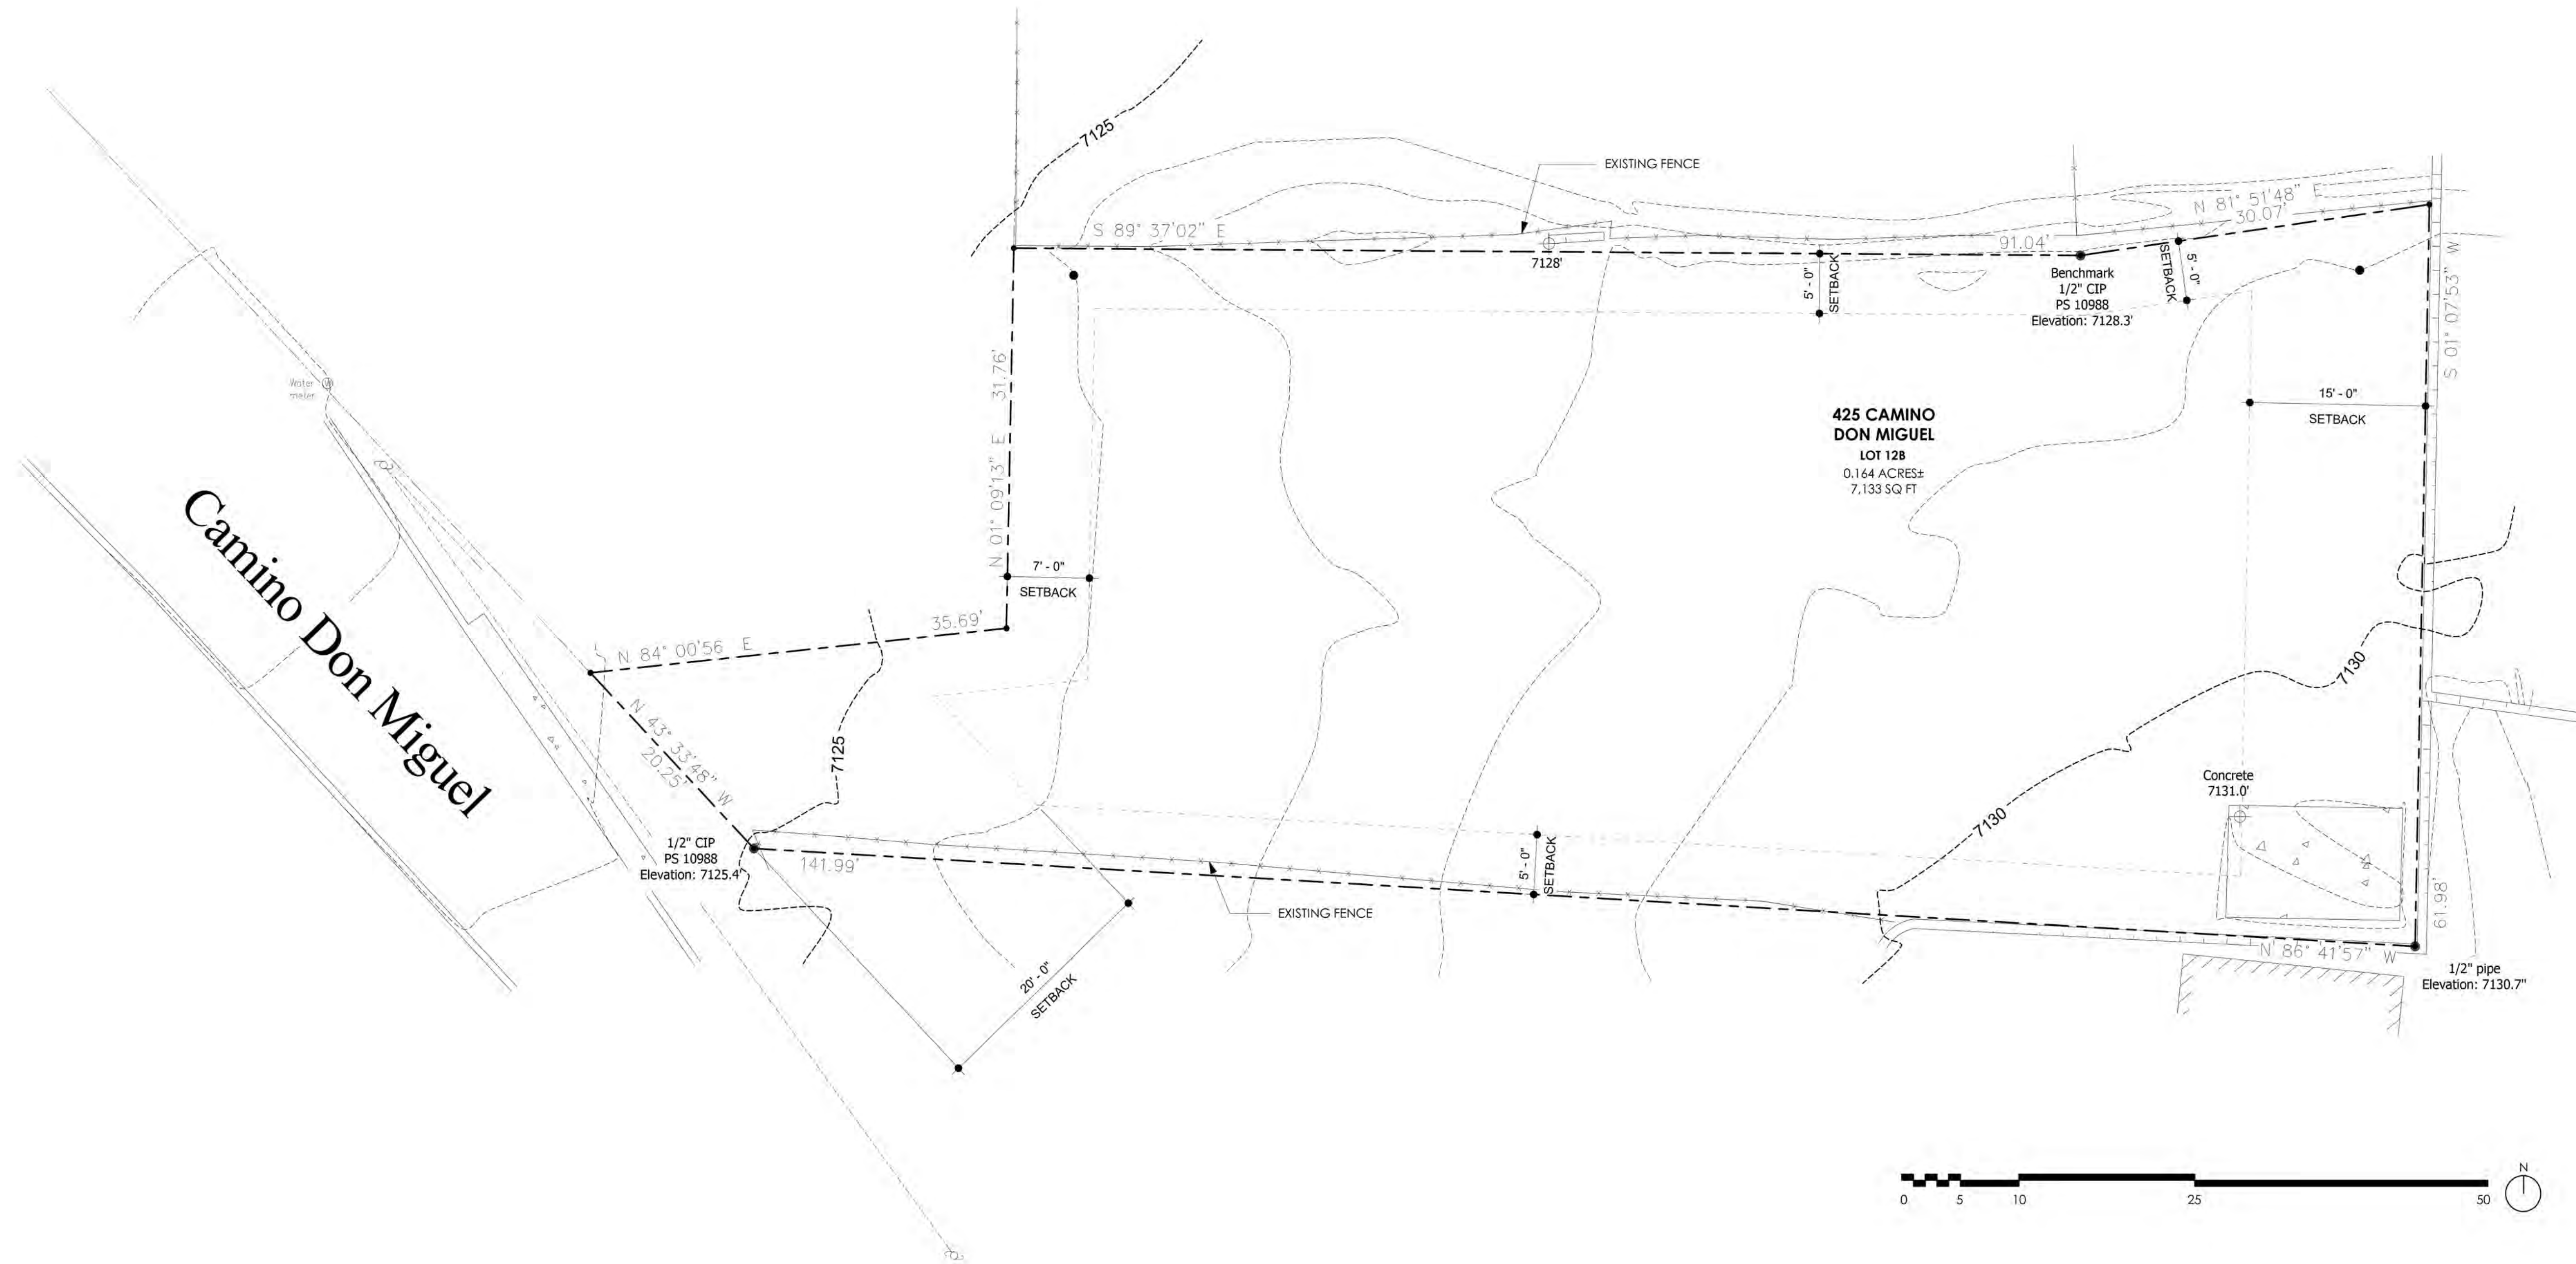 7125
EXISTING FENCE
N 81° 51'48" E
30.07'
S 89° 37'02" E
91.04'
7128'
5' - 0"
SETBACK
Benchmark
1/2" CIP
PS 10988
Elevation: 7128.3'
5' - 0"
SETBACK
S 01° 07'53" W
Water
meter
N 01° 09'13" E 31.76'
425 CAMINO
DON MIGUEL
LOT 12B
0.164 ACRES±
7,133 SQ FT
15' - 0"
SETBACK
Camino Don Miguel
7' - 0"
SETBACK
N 84° 00'56 E
35.69'
7130
N 43° 33'48" W
20.25'
7125
Concrete
7131.0'
7130
1/2" CIP
PS 10988
Elevation: 7125.4'
141.99'
5' - 0"
SETBACK
EXISTING FENCE
61.98'
N 86° 41'57" W
1/2" pipe
Elevation: 7130.7"
20' - 0"
SETBACK
N
0 5 10 25 50